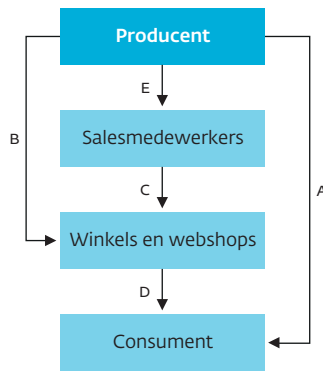 Producent
E
B
Salesmedewerkers
A
C
Winkels en webshops
D
Consument